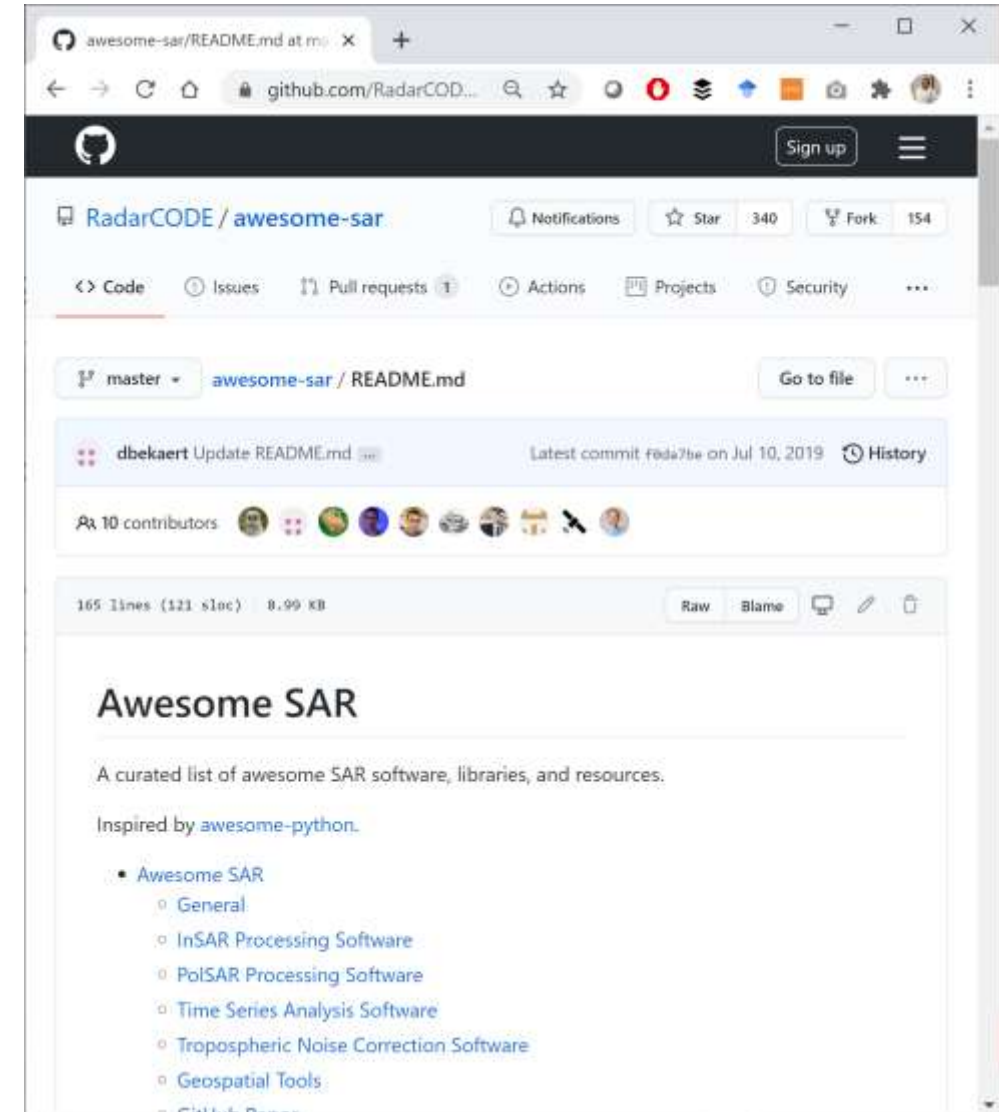 awesome-sar/README.md at m
github.com/RadarCOD...
Sign up
RadarCODE / awesome-sar Notifications Star 340 Fork 154
<> Code Issues Pull requests 1 Actions Projects Security ...
master awesome-sar / README.md Go to file ...
dbekaert Update README.md ... Latest commit on Jul 10, 2019 History
10 contributors
165 lines (121 sloc) 8.99 KB Raw Blame
Awesome SAR
A curated list of awesome SAR software, libraries, and resources.
Inspired by awesome-python.
• Awesome SAR
◦ General
◦ InSAR Processing Software
◦ PolSAR Processing Software
◦ Time Series Analysis Software
◦ Tropospheric Noise Correction Software
◦ Geospatial Tools